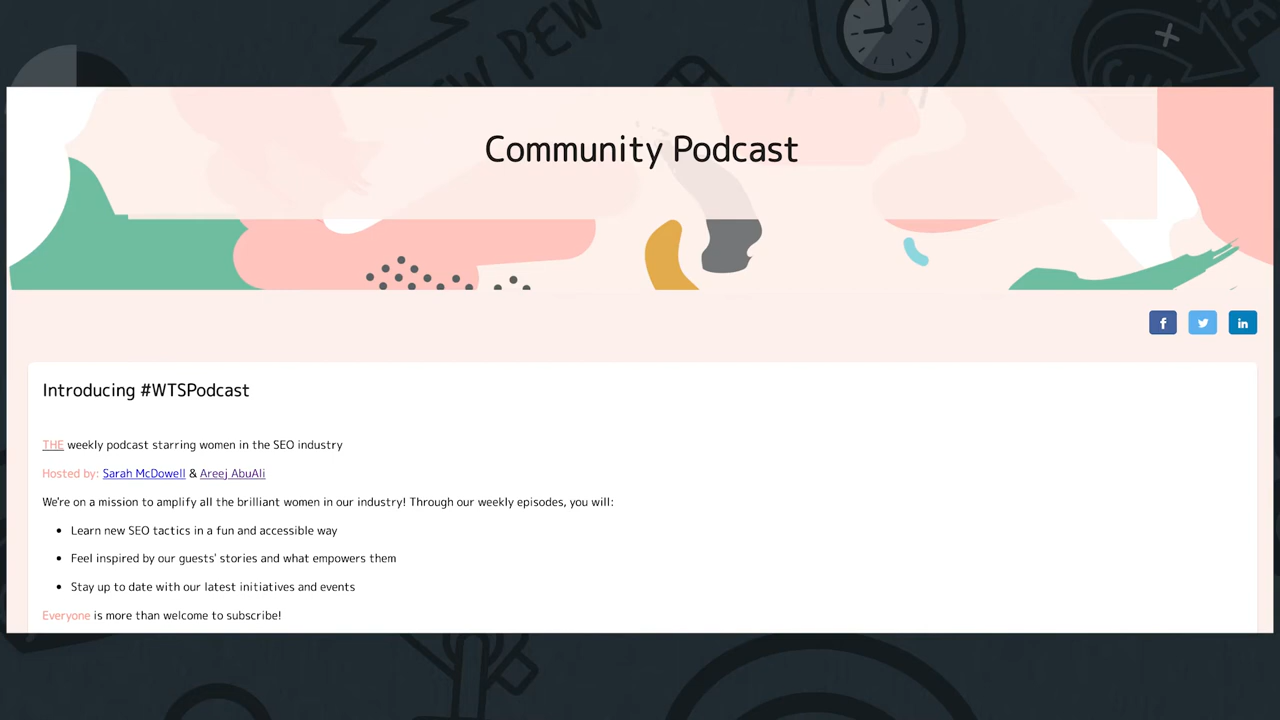 PEW
Community Podcast
Introducing #WTSPodcast
THE weekly podcast starring women in the SEO industry
Hosted by: Sarah McDowell & Areej AbuAli
We're on a mission to amplify all the brilliant women in our industry! Through our weekly episodes, you will:
• Learn new SEO tactics in a fun and accessible way
• Feel inspired by our guests' stories and what empowers them
• Stay up to date with our latest initiatives and events
Everyone is more than welcome to subscribe!